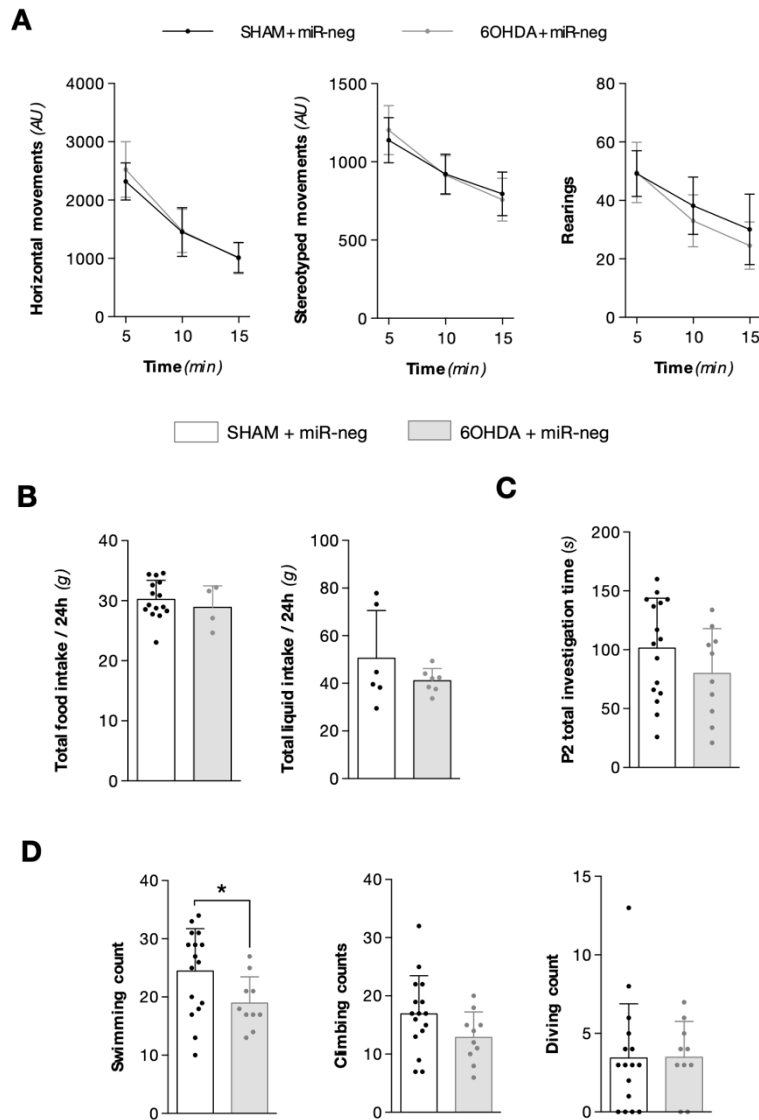 A
SHAM+miR-neg 6OHDA+miR-neg
Horizontal movements (AU)
4000
3000
2000
1000
0
5 10 15
Time (min)
Stereotyped movements (AU)
1500
1000
500
0
5 10 15
Time (min)
Rearings
80
60
40
20
0
5 10 15
Time (min)
SHAM + miR-neg 6OHDA + miR-neg
B
Total food intake / 24h (g)
40
30
20
10
0
Total liquid intake / 24h (g)
100
80
60
40
20
0
C
P2 total investigation time (s)
200
150
100
50
0
D
Swimming count
40
30
20
10
0
*
Climbing counts
40
30
20
10
0
Diving count
15
10
5
0